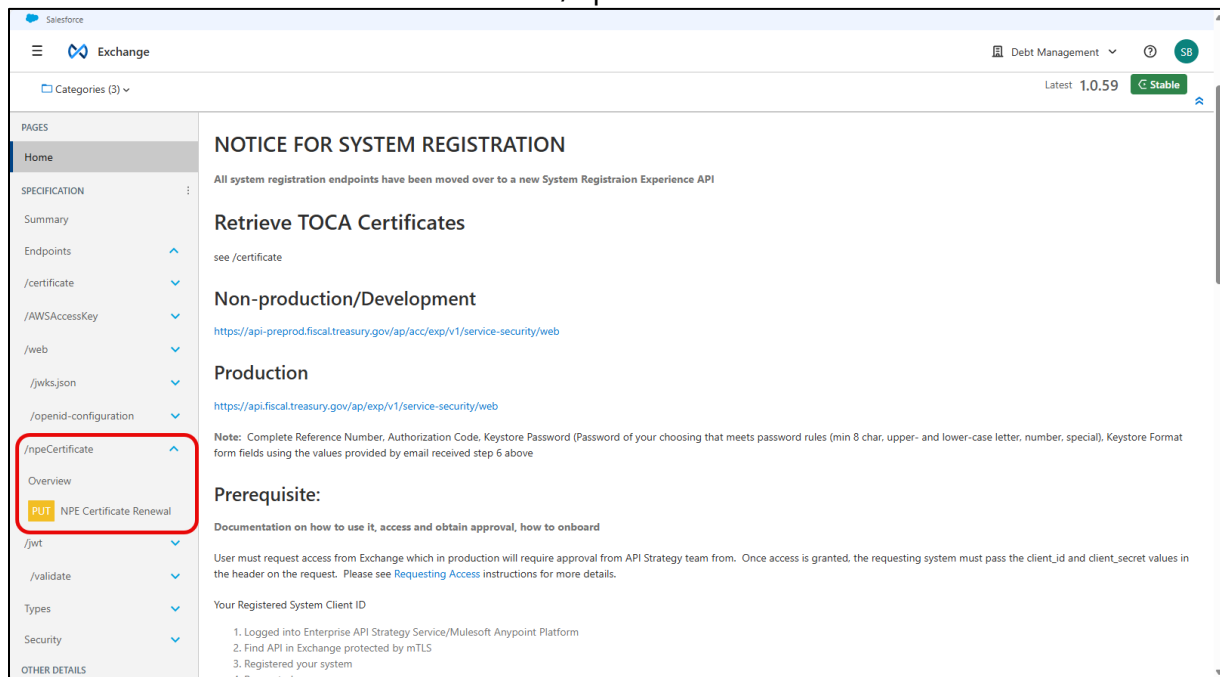 Salesforce
Exchange
Debt Management
SB
Categories (3)
Latest 1.0.59 Stable
PAGES
Home
SPECIFICATION
Summary
Endpoints
/certificate
/AWSAccessKey
/web
/jwks.json
/openid-configuration
/npeCertificate
Overview
PUT NPE Certificate Renewal
/jwt
/validate
Types
Security
OTHER DETAILS
NOTICE FOR SYSTEM REGISTRATION
All system registration endpoints have been moved over to a new System Registraion Experience API
Retrieve TOCA Certificates
see /certificate
Non-production/Development
https://api-preprod.fiscal.treasury.gov/ap/acc/exp/v1/service-security/web
Production
https://api.fiscal.treasury.gov/ap/exp/v1/service-security/web
Note: Complete Reference Number, Authorization Code, Keystore Password (Password of your choosing that meets password rules (min 8 char, upper- and lower-case letter, number, special), Keystore Format
form fields using the values provided by email received step 6 above
Prerequisite:
Documentation on how to use it, access and obtain approval, how to onboard
User must request access from Exchange which in production will require approval from API Strategy team from. Once access is granted, the requesting system must pass the client_id and client_secret values in
the header on the request. Please see Requesting Access instructions for more details.
Your Registered System Client ID
1. Logged into Enterprise API Strategy Service/Mulesoft Anypoint Platform
2. Find API in Exchange protected by mTLS
3. Registered your system